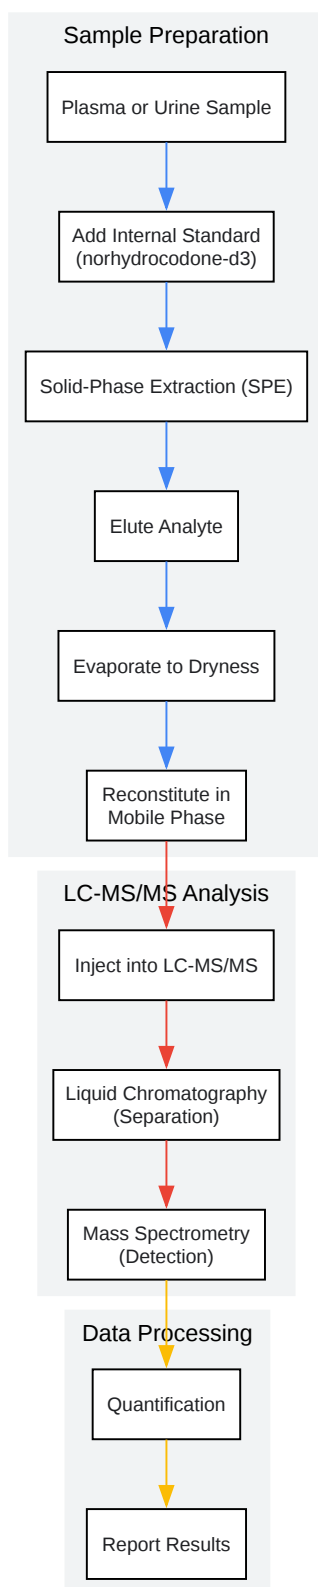 Sample Preparation
Plasma or Urine Sample
Add Internal Standard
(norhydrocodone-d3)
Solid-Phase Extraction (SPE)
Elute Analyte
Evaporate to Dryness
Reconstitute in
Mobile Phase
LC-MS/MS Analysis
Inject into LC-MS/MS
Liquid Chromatography
(Separation)
Mass Spectrometry
(Detection)
Data Processing
Quantification
Report Results